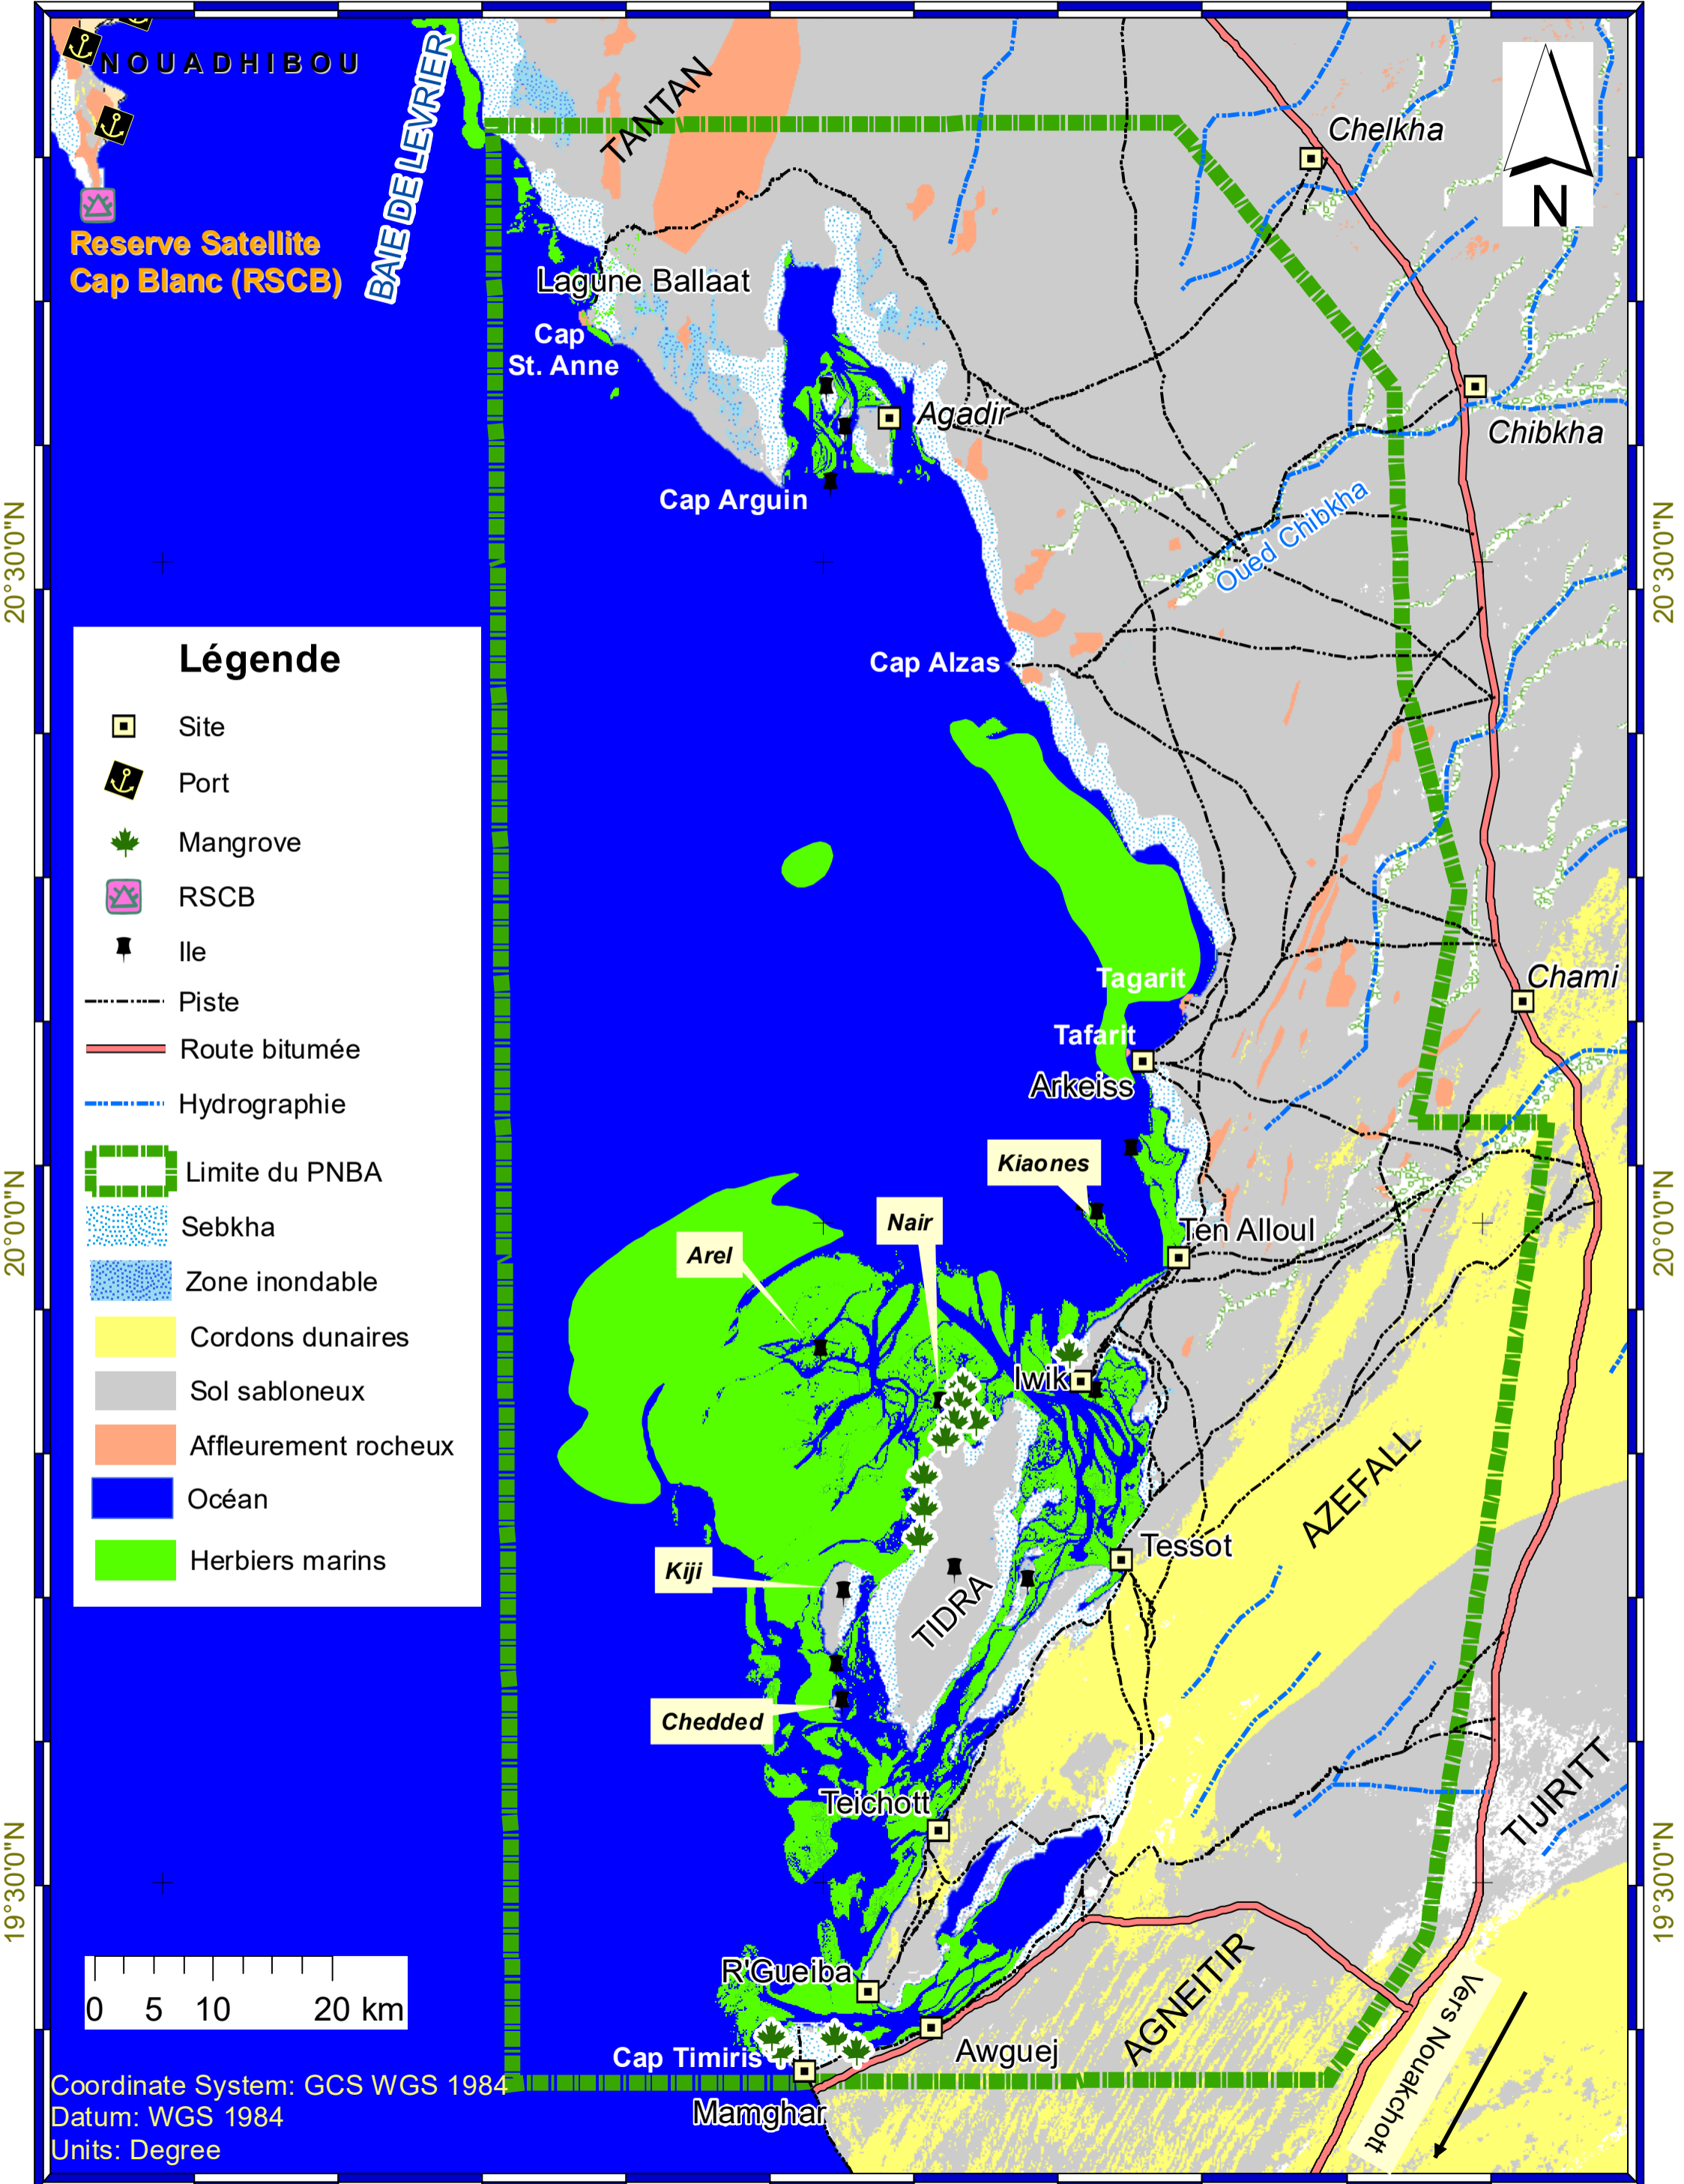 NOUADHIBOU
BAIE DE LEVRIER
TANTAN
Chelkha
N
Reserve Satellite
Cap Blanc (RSCB)
Lagune Ballaat
Cap
St. Anne
Agadir
Chibkha
Cap Arguin
Oued Chibkha
20°30'0"N
20°30'0"N
Cap Alzas
Légende
Site
Port
Mangrove
RSCB
Ile
Piste
Route bitumée
Hydrographie
Limite du PNBA
Sebkha
Zone inondable
Cordons dunaires
Sol sabloneux
Affleurement rocheux
Océan
Herbiers marins
Tagarit
Chami
Tafarit
Arkeiss
Kiaones
Nair
Arel
Ten Alloul
20°0'0"N
20°0'0"N
Iwik
AZEFALL
Tessot
Kiji
TIDRA
Chedded
Teichott
TIJIRITT
19°30'0"N
19°30'0"N
R'Gueiba
AGNEITIR
Vers Nouakchott
Awguej
Cap Timiris
Mamghar
0 5 10 20 km
Coordinate System: GCS WGS 1984
Datum: WGS 1984
Units: Degree